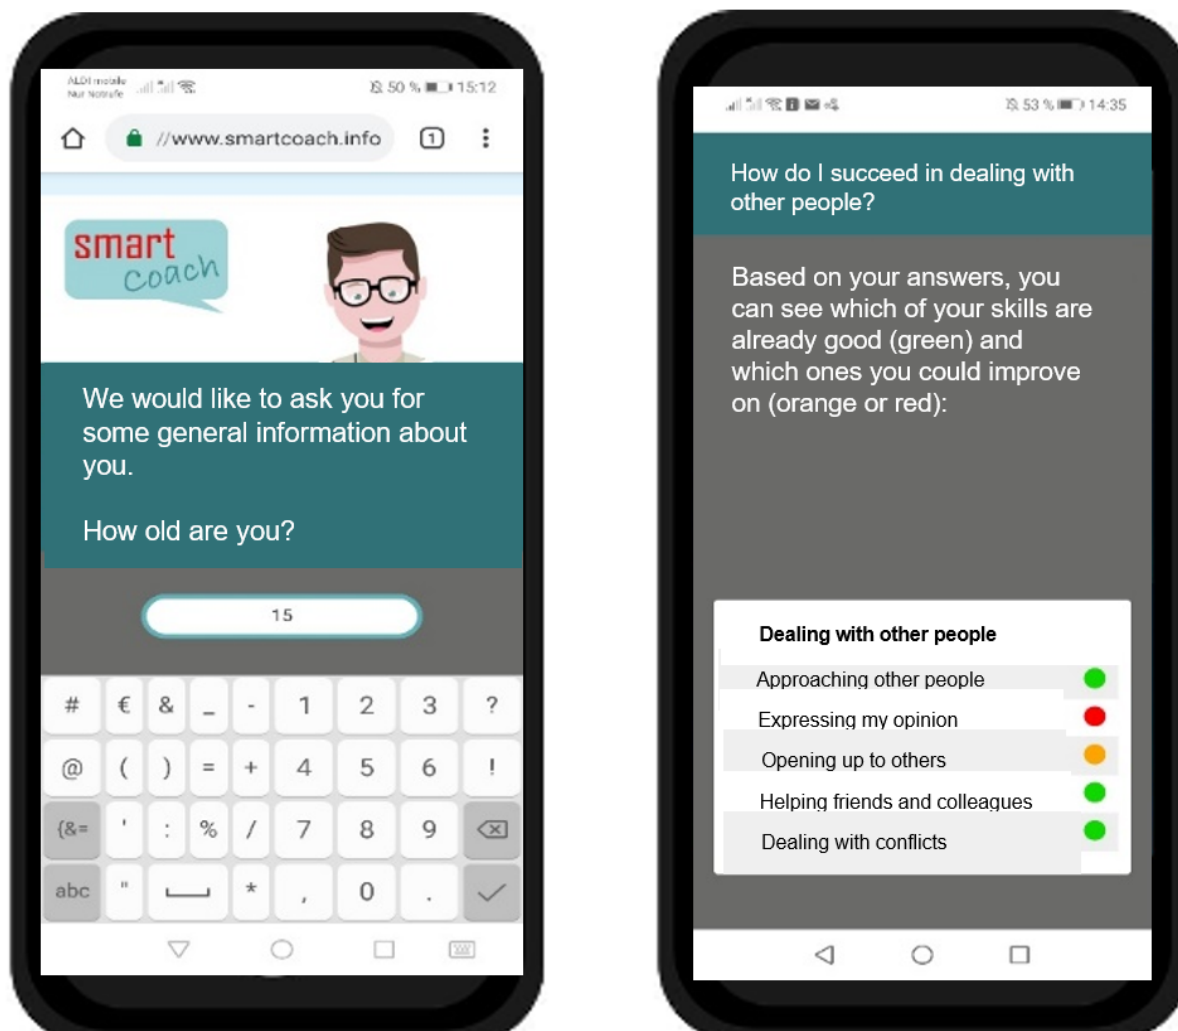 ALDI mobile
Nur Notrufe
50 % 15:12
//www.smartcoach.info
1
smart
coach
We would like to ask you for
some general information about
you.
How old are you?
15
# € & _ - 1 2 3 ?
@ ( ) = + 4 5 6 !
{&= ' : % / 7 8 9
abc " * , 0 .
53 % 14:35
How do I succeed in dealing with
other people?
Based on your answers, you
can see which of your skills are
already good (green) and
which ones you could improve
on (orange or red):
Dealing with other people
Approaching other people
Expressing my opinion
Opening up to others
Helping friends and colleagues
Dealing with conflicts